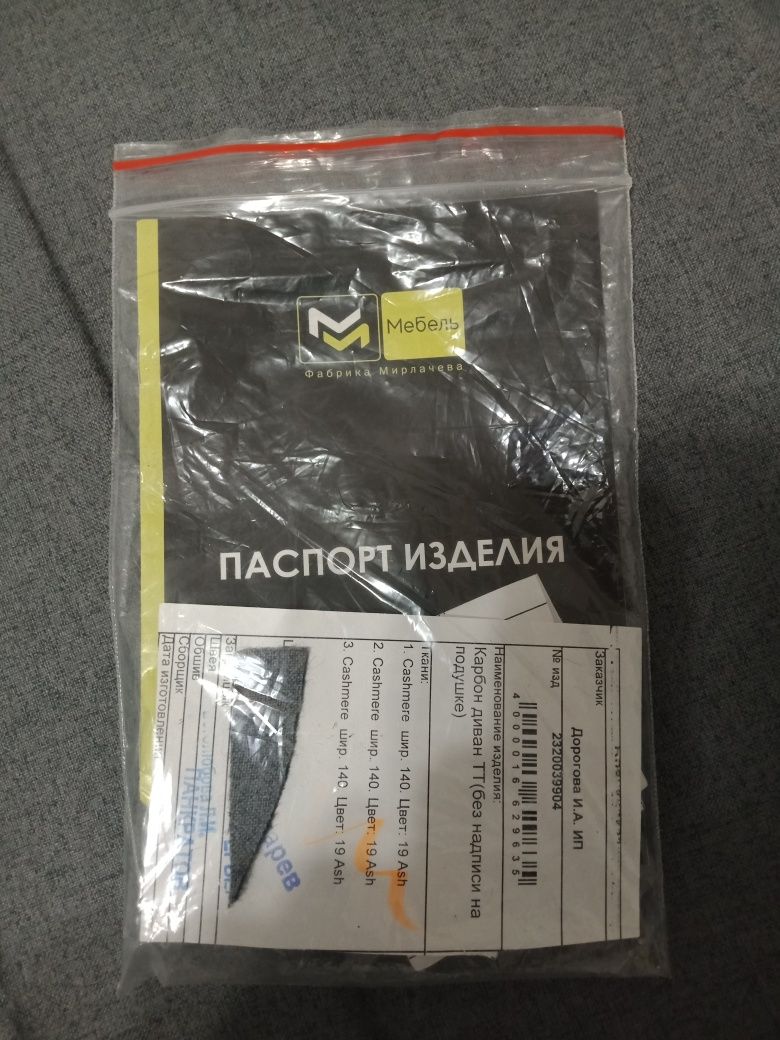 Мебель
Фабрика Мирлачева
ПАСПОРТ ИЗДЕЛИЯ
Заказчик
Дорогова И.А. ИП
№ изд
2320039904
4000016629635
Наименование изделия:
Карбон диван ТТ(без надписи на
подушке)
ткани:
1. Cashmere шир. 140. Цвет: 19 Ash
2. Cashmere шир. 140. Цвет: 19 Ash
3. Cashmere шир. 140. Цвет: 19 Ash
Швея
Обшив
Сборщик
Дата изготовления